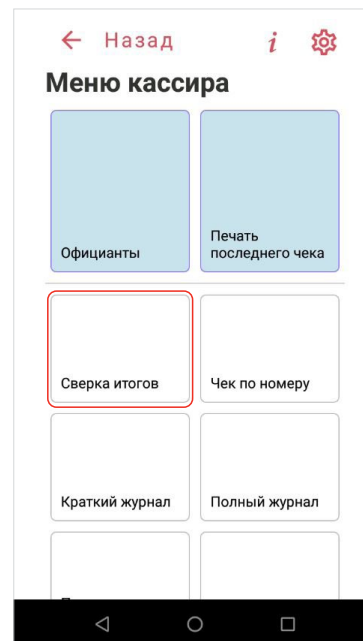 Назад i
Меню кассира
Официанты
Печать
последнего чека
Сверка итогов
Чек по номеру
Краткий журнал
Полный журнал